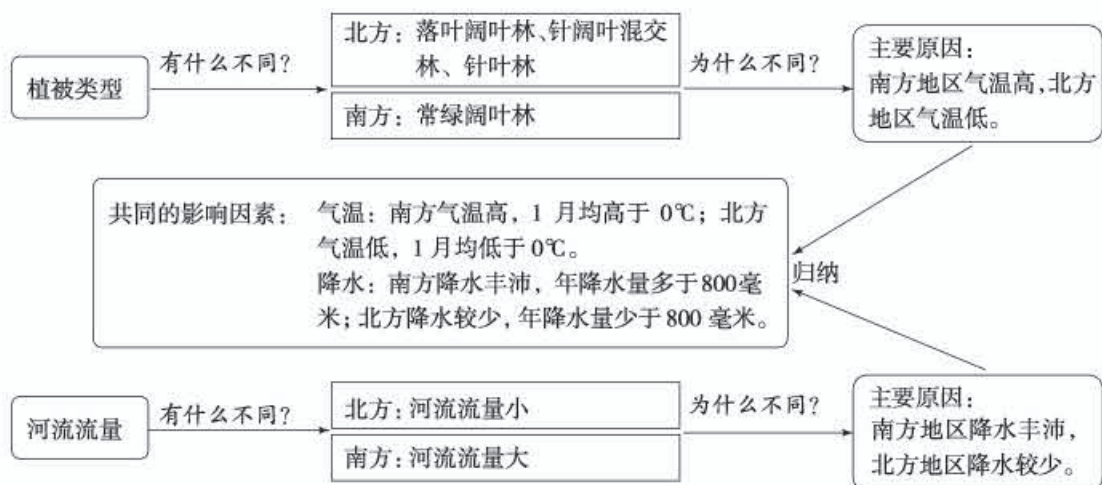 植被类型
有什么不同？
北方：落叶阔叶林、针阔叶混交
林、针叶林
南方：常绿阔叶林
为什么不同？
主要原因：
南方地区气温高，北方
地区气温低。
共同的影响因素： 气温：南方气温高，1 月均高于 0℃；北方
气温低，1 月均低于 0℃。
降水：南方降水丰沛，年降水量多于800毫
米；北方降水较少，年降水量少于 800 毫米。
归纳
河流流量
有什么不同？
北方：河流流量小
南方：河流流量大
为什么不同？
主要原因：
南方地区降水丰沛，
北方地区降水较少。